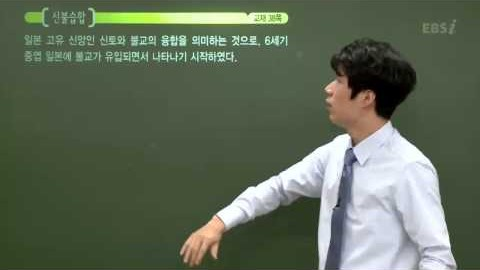 신불습합
교재 38쪽
EBSi
일본 고유 신앙인 신토와 불교의 융합을 의미하는 것으로, 6세기
중엽 일본에 불교가 유입되면서 나타나기 시작하였다.